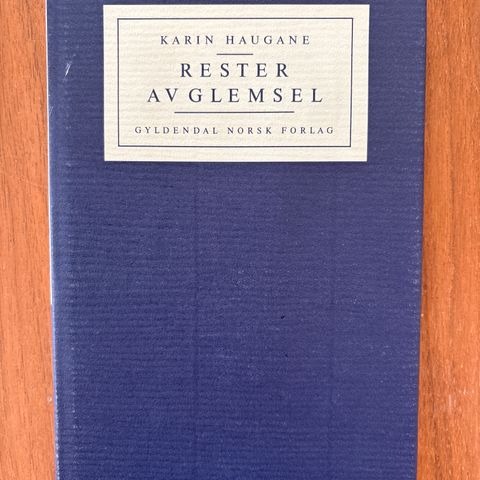 KARIN HAUGANE
RESTER
AV GLEMSEL
GYLDENDAL NORSK FORLAG